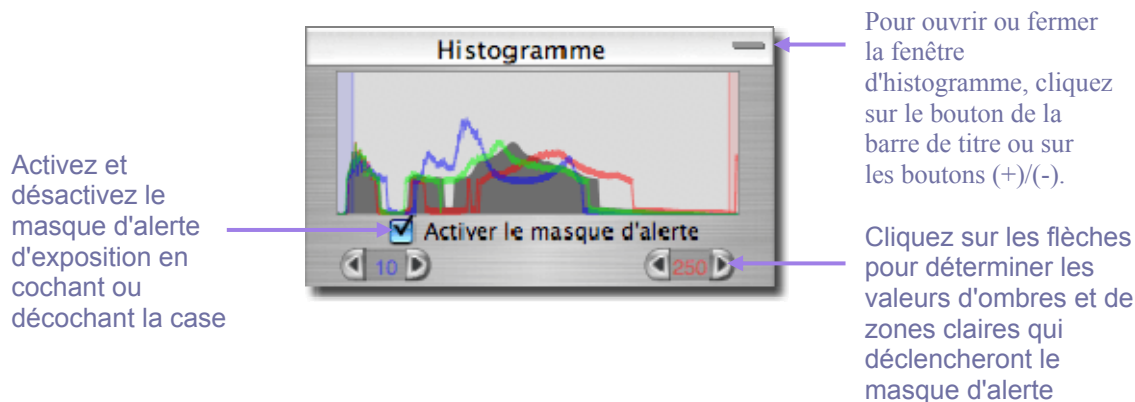 Histogramme
Activer le masque d'alerte
10
250
Activez et
désactivez le
masque d'alerte
d'exposition en
cochant ou
décochant la case
Pour ouvrir ou fermer
la fenêtre
d'histogramme, cliquez
sur le bouton de la
barre de titre ou sur
les boutons (+)/(-).
Cliquez sur les flèches
pour déterminer les
valeurs d'ombres et de
zones claires qui
déclencheront le
masque d'alerte